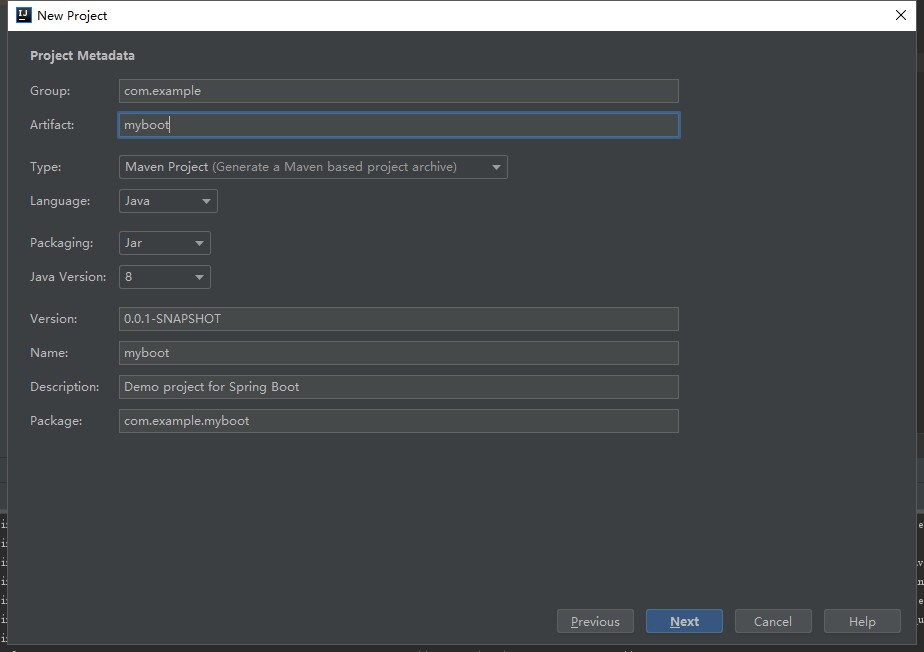 New Project
Project Metadata
Group: com.example
Artifact: myboot
Type: Maven Project (Generate a Maven based project archive)
Language: Java
Packaging: Jar
Java Version: 8
Version: 0.0.1-SNAPSHOT
Name: myboot
Description: Demo project for Spring Boot
Package: com.example.myboot
Previous Next Cancel Help